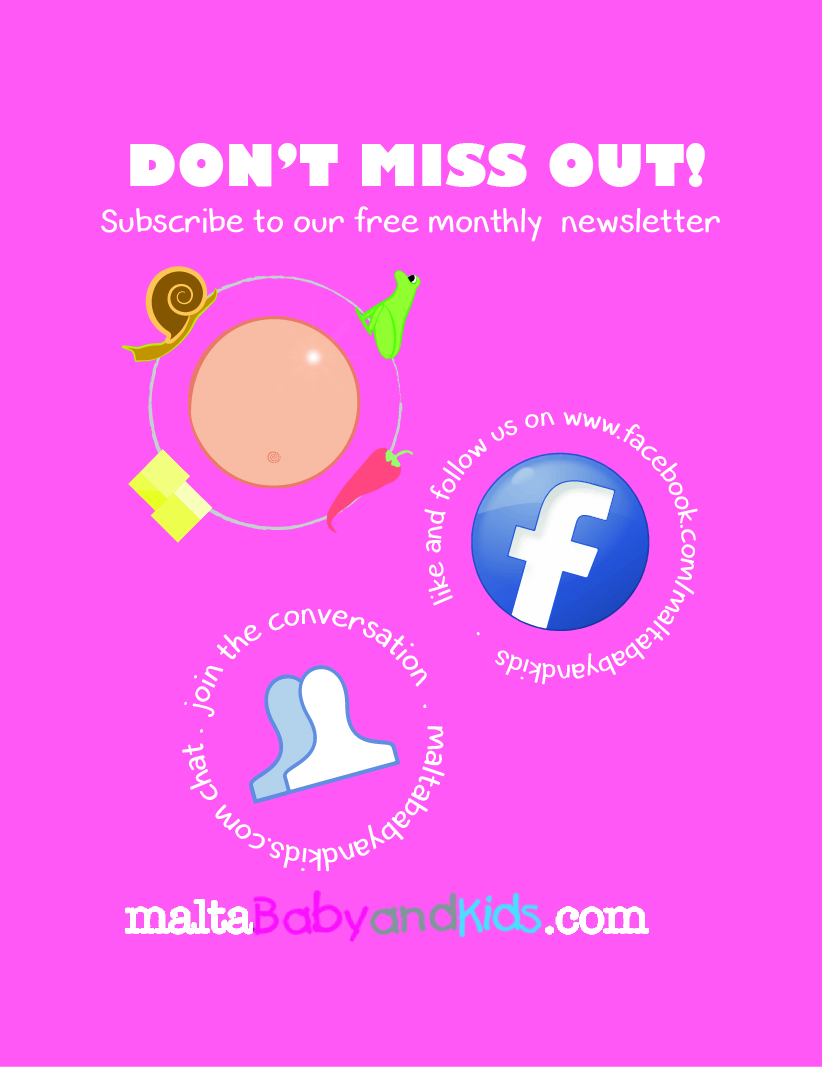 DON'T MISS OUT!
Subscribe to our free monthly newsletter
like and follow us on www.facebook.com/maltababyandkids .
join the conversation . maltababyandkids.com chat .
maltaBabyandKids.com